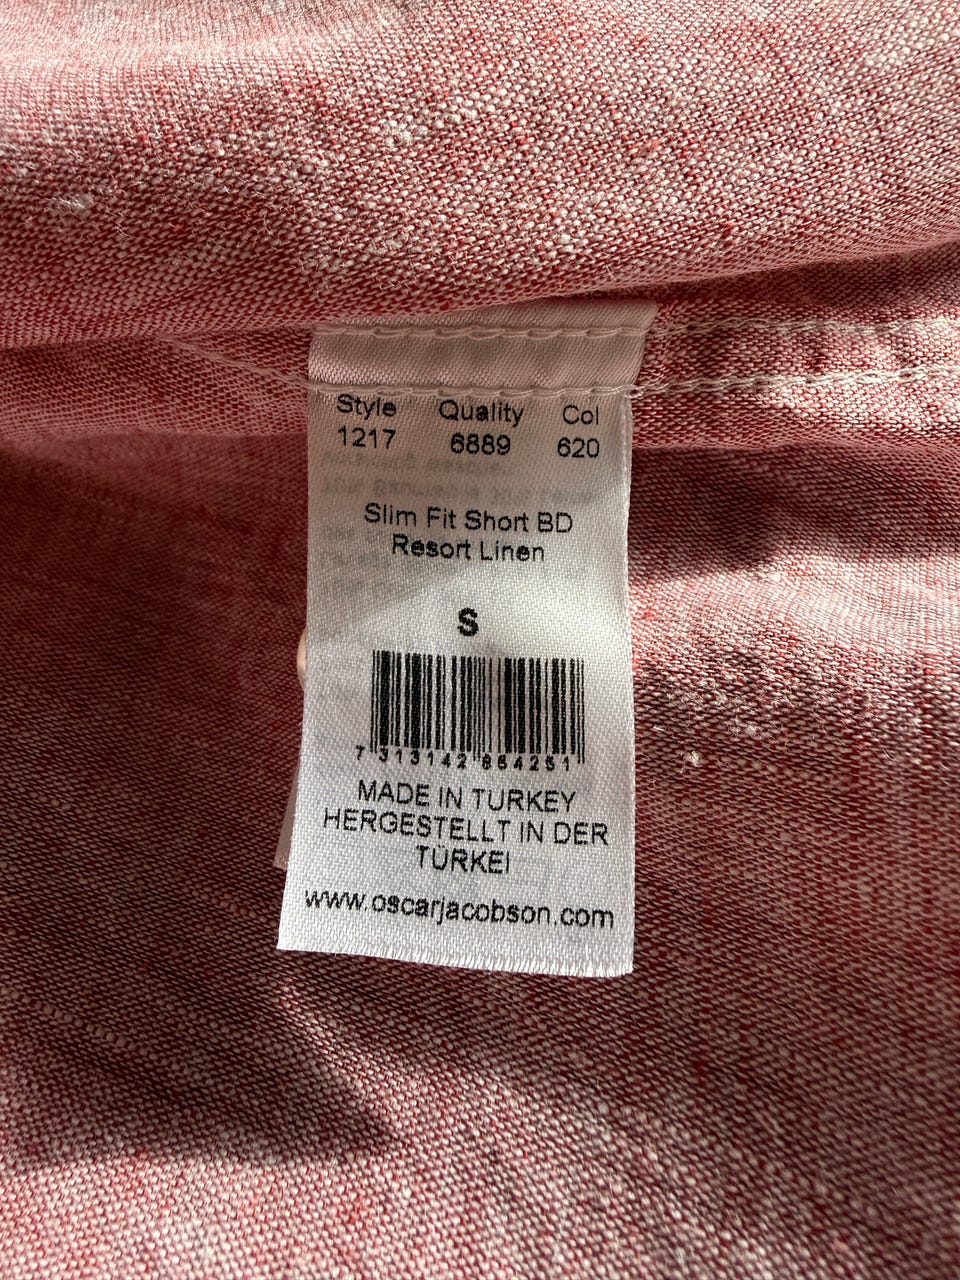 Style Quality Col
1217 6889 620
Slim Fit Short BD
Resort Linen
S
7 313142 864251
MADE IN TURKEY
HERGESTELLT IN DER
TÜRKEI
www.oscarjacobson.com